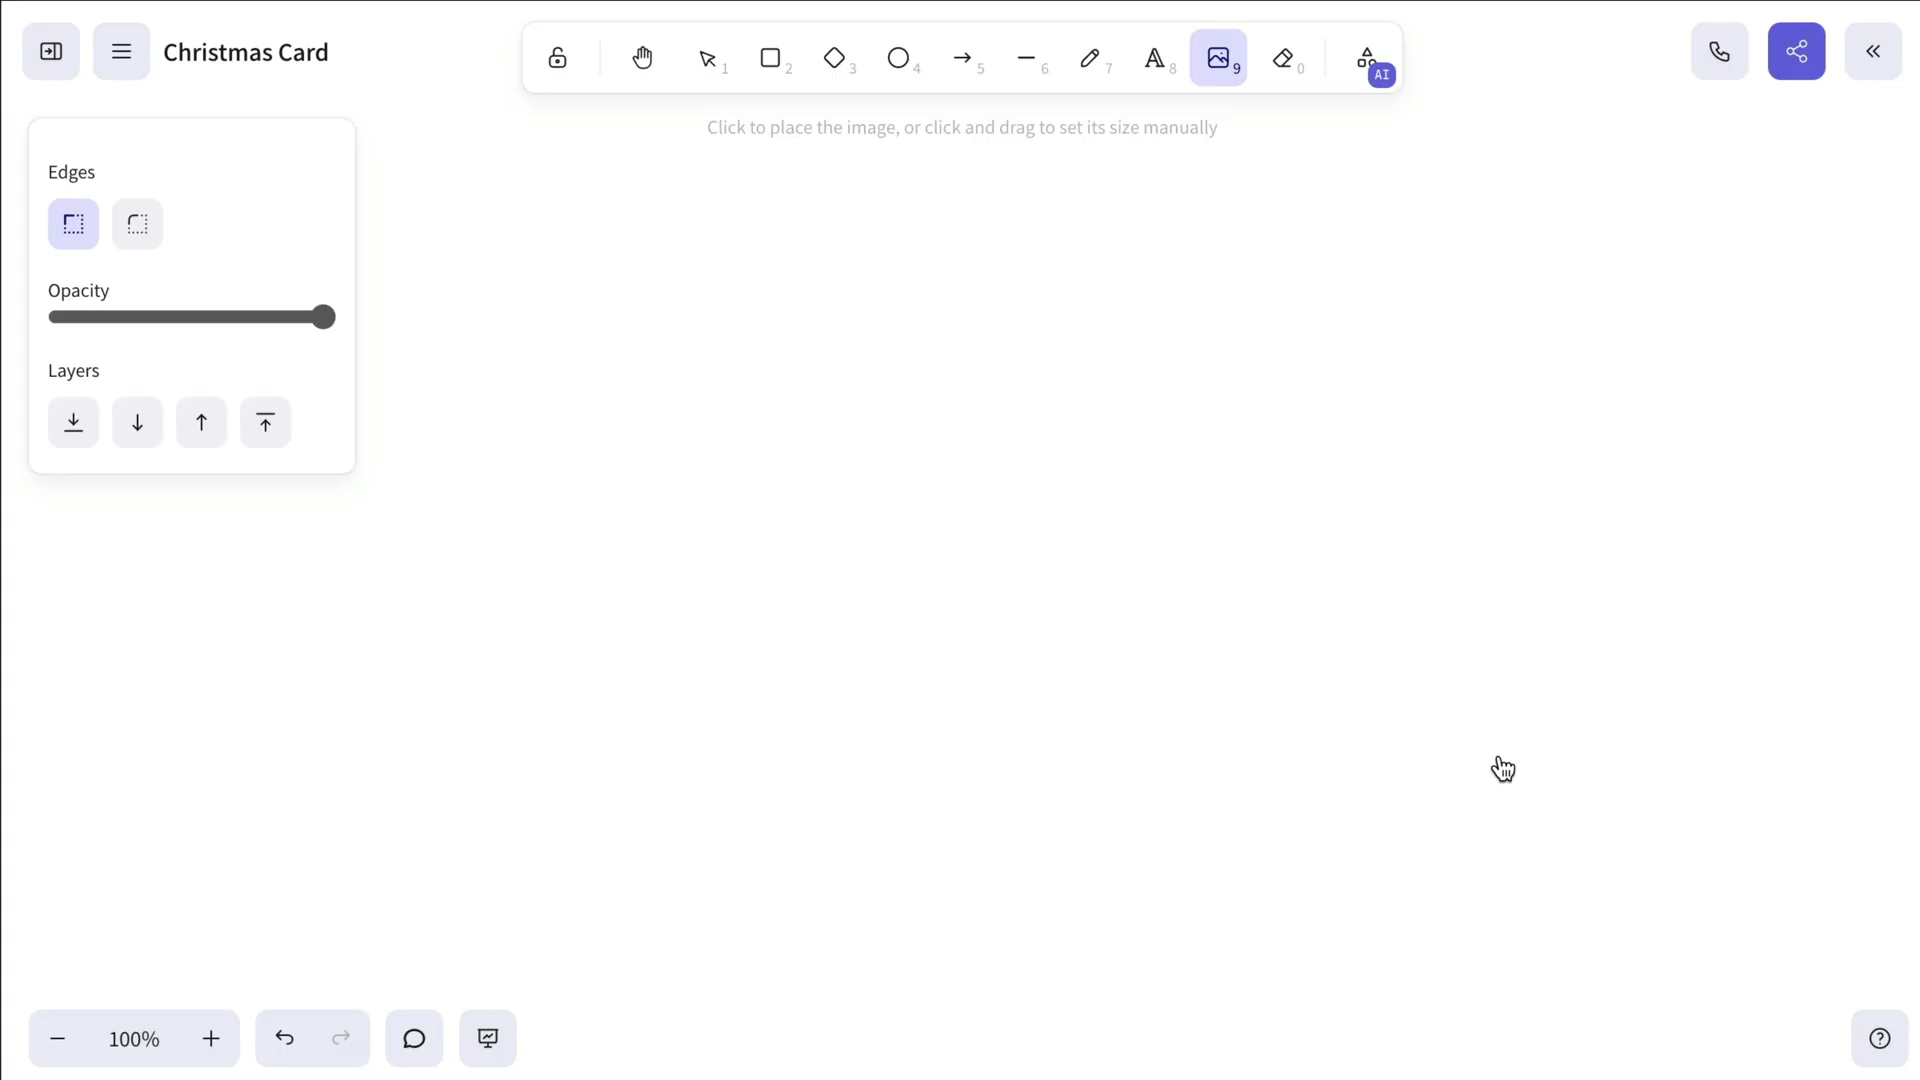 Christmas Card
1
2
3
4
5
6
7
8
9
0
AI
Click to place the image, or click and drag to set its size manually
Edges
Opacity
Layers
100%